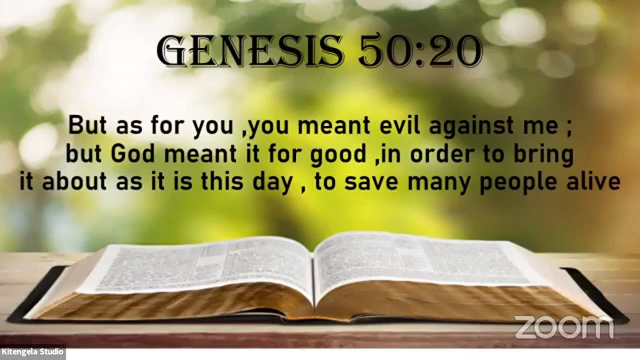 GENESIS 50:20
But as for you ,you meant evil against me ;
but God meant it for good ,in order to bring
it about as it is this day , to save many people alive
zoom
Kitengela Studio